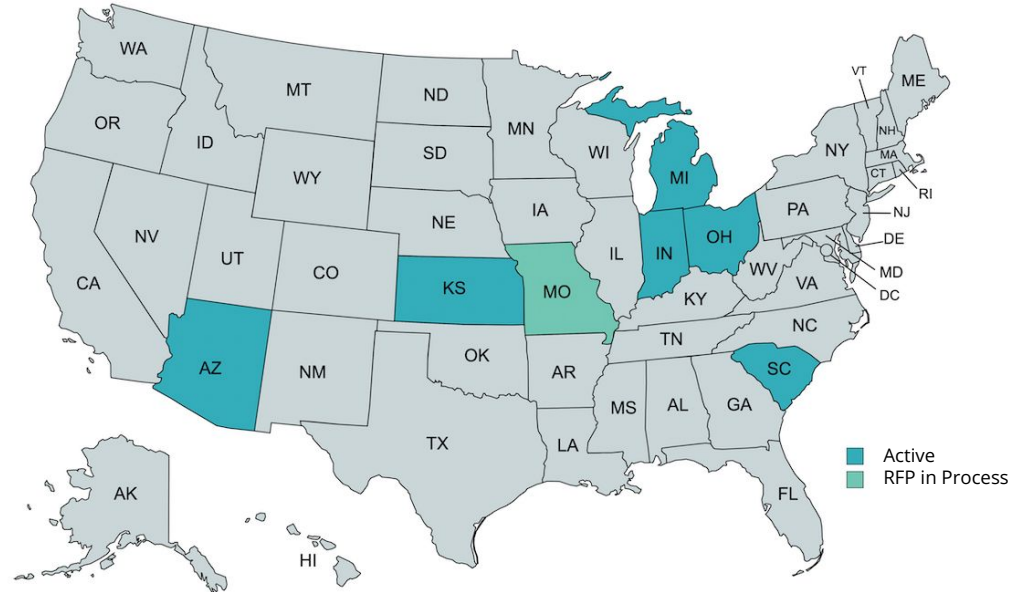 WA
MT
ND
MN
OR
ID
SD
WI
WY
MI
VT
ME
NH
NY
MA
CT
RI
NE
IA
PA
NJ
NV
UT
CO
IL
IN
OH
DE
MD
DC
CA
KS
MO
WV
VA
KY
NC
TN
AZ
NM
OK
AR
SC
MS
AL
GA
TX
LA
FL
AK
HI
Active
RFP in Process